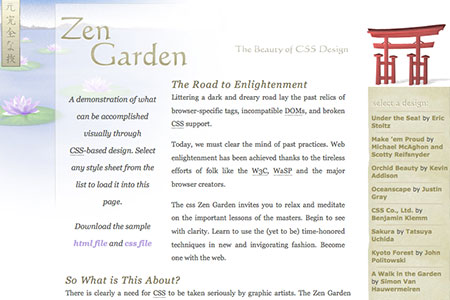 Zen
Garden
The Beauty of CSS Design
A demonstration of what
can be accomplished
visually through
CSS-based design. Select
any style sheet from the
list to load it into this
page.
Download the sample
html file and css file
The Road to Enlightenment
Littering a dark and dreary road lay the past relics of
browser-specific tags, incompatible DOMs, and broken
CSS support.
Today, we must clear the mind of past practices. Web
enlightenment has been achieved thanks to the tireless
efforts of folk like the W3C, WaSP and the major
browser creators.
The css Zen Garden invites you to relax and meditate
on the important lessons of the masters. Begin to see
with clarity. Learn to use the (yet to be) time-honored
techniques in new and invigorating fashion. Become
one with the web.
So What is This About?
There is clearly a need for CSS to be taken seriously by graphic artists. The Zen Garden
select a design:
Under the Sea! by Eric
Stoltz
Make 'em Proud by
Michael McAghon and
Scotty Reifsnyder
Orchid Beauty by Kevin
Addison
Oceanscape by Justin
Gray
CSS Co., Ltd. by
Benjamin Klemm
Sakura by Tatsuya
Uchida
Kyoto Forest by John
Politowski
A Walk in the Garden
by Simon Van
Hauwermeiren